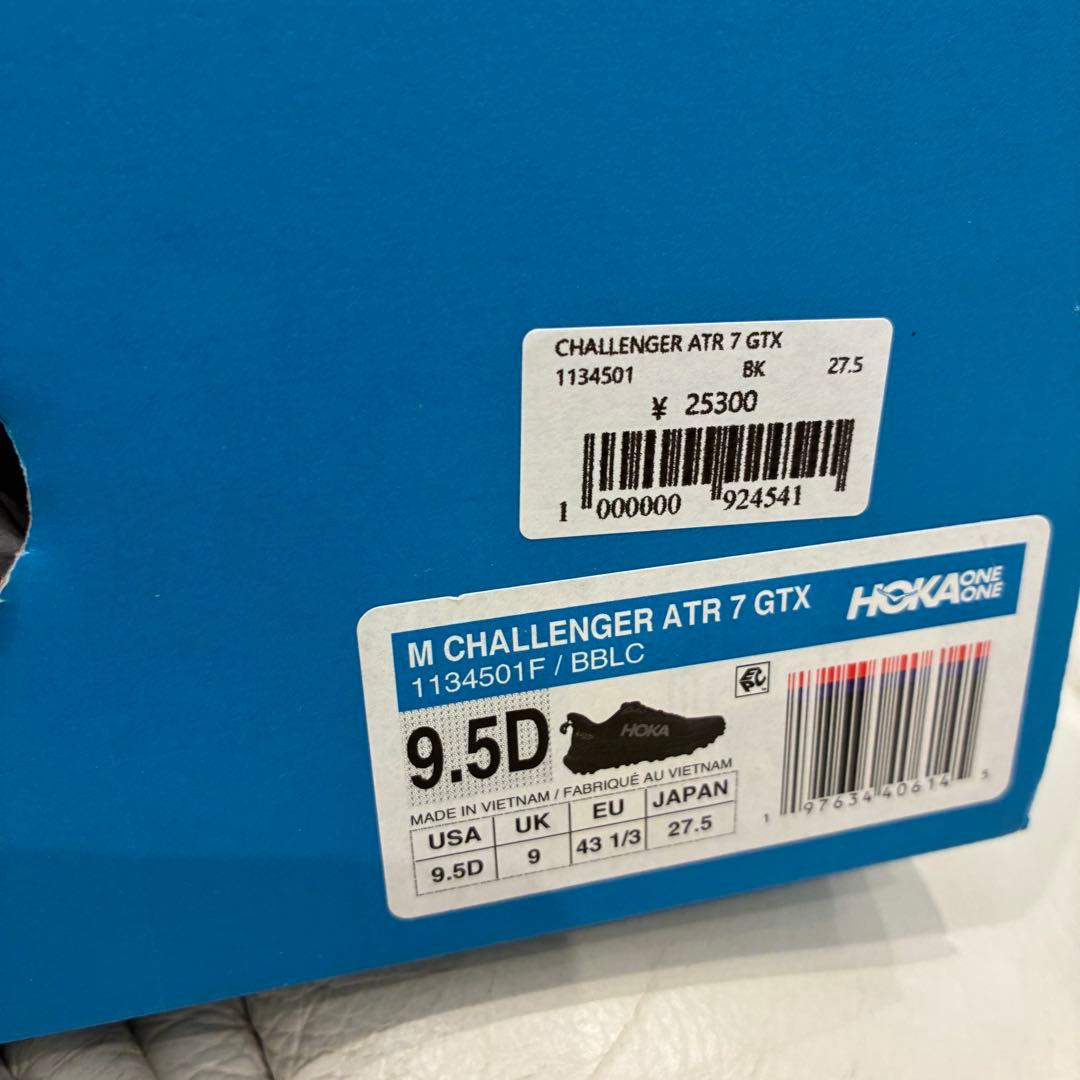 CHALLENGER ATR 7 GTX
1134501 BK 27.5
¥ 25300
1 000000 924541
M CHALLENGER ATR 7 GTX
HOKA ONE ONE
1134501F / BBLC
EPC
9.5D
HOKA
MADE IN VIETNAM / FABRIQUÉ AU VIETNAM
USA UK EU JAPAN
9.5D 9 43 1/3 27.5
1 97634 40614 5